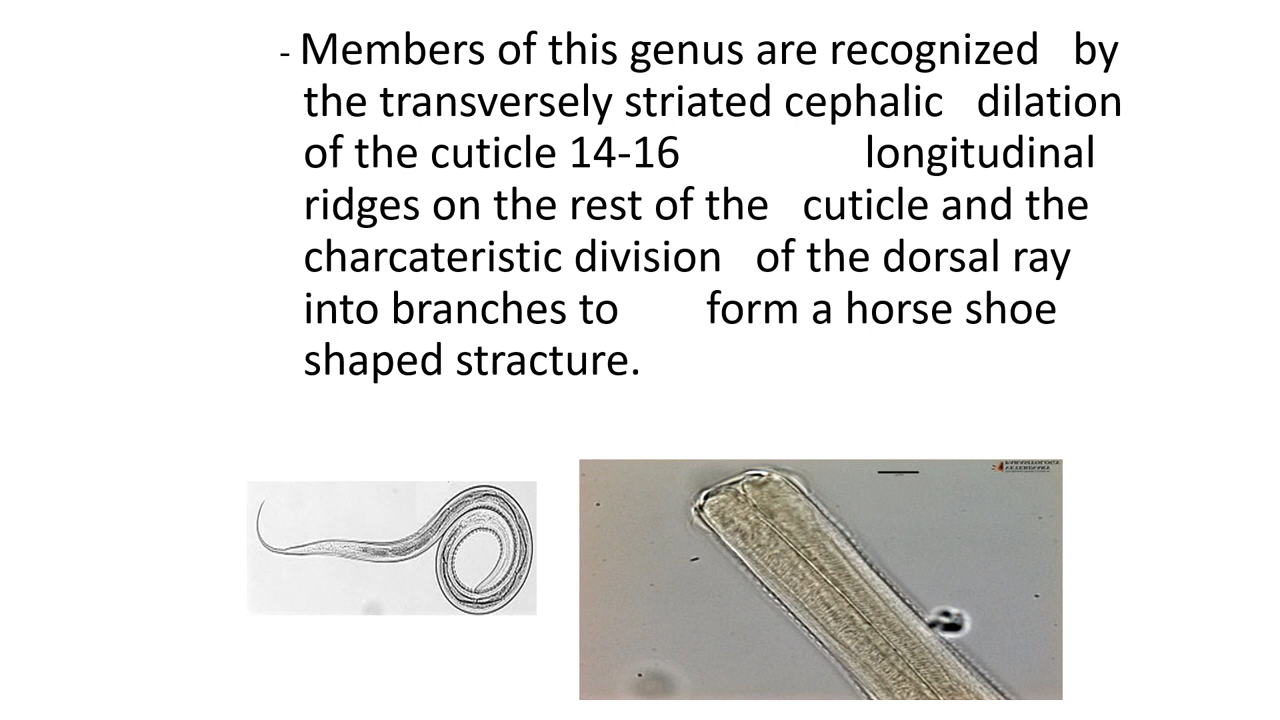 - Members of this genus are recognized by
the transversely striated cephalic dilation
of the cuticle 14-16 longitudinal
ridges on the rest of the cuticle and the
charcateristic division of the dorsal ray
into branches to form a horse shoe
shaped stracture.